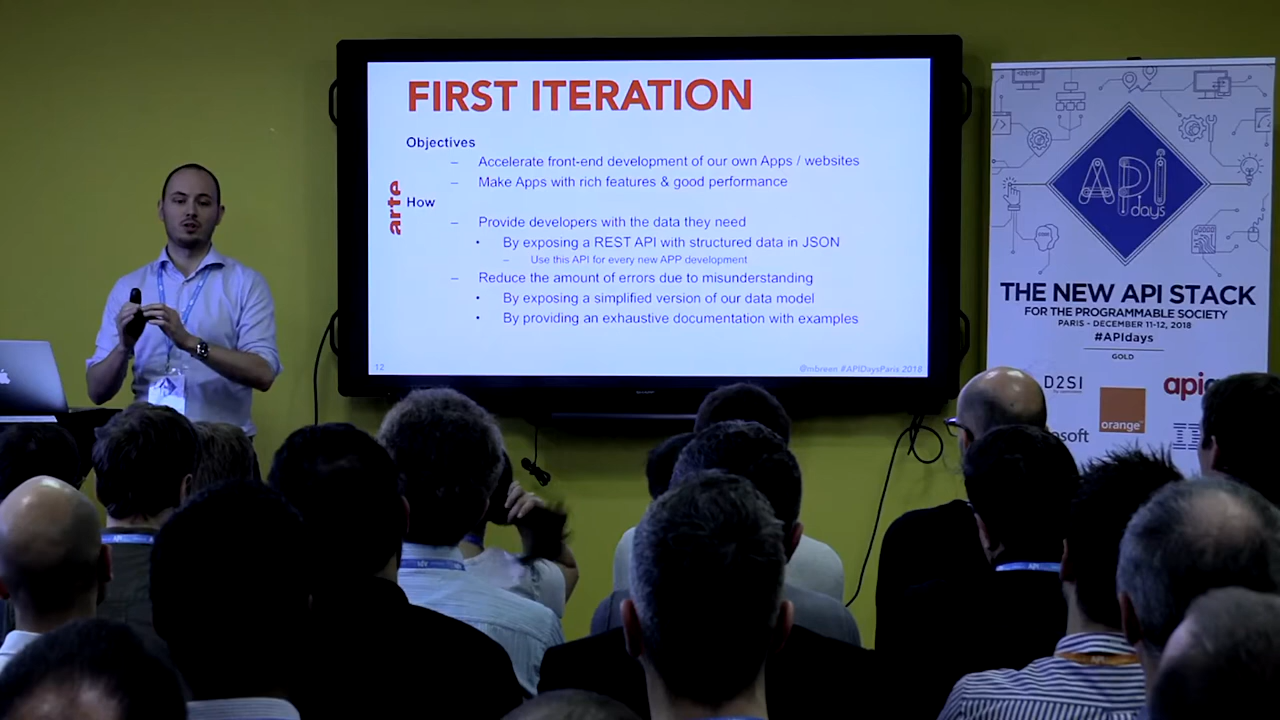 FIRST ITERATION
Objectives
– Accelerate front-end development of our own Apps / websites
– Make Apps with rich features & good performance
arte
How
– Provide developers with the data they need
• By exposing a REST API with structured data in JSON
– Use this API for every new APP development
– Reduce the amount of errors due to misunderstanding
• By exposing a simplified version of our data model
• By providing an exhaustive documentation with examples
12
@mbreen #APIDaysParis 2018
API
days
THE NEW API STACK
FOR THE PROGRAMMABLE SOCIETY
PARIS - DECEMBER 11-12, 2018
#APIdays
GOLD
D2SI
orange